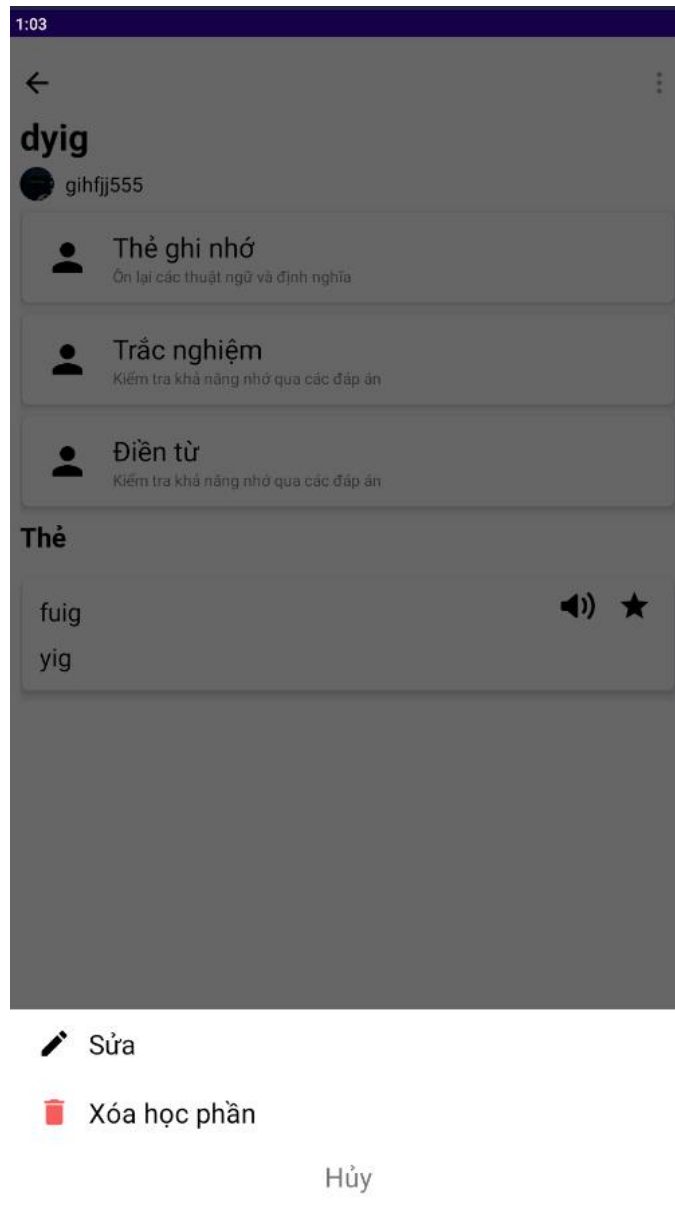 1:03
dyig
gihfjj555
Thẻ ghi nhớ
Ôn lại các thuật ngữ và định nghĩa
Trắc nghiệm
Kiểm tra khả năng nhớ qua các đáp án
Điền từ
Kiểm tra khả năng nhớ qua các đáp án
Thẻ
fuig
yig
Sửa
Xóa học phần
Hủy